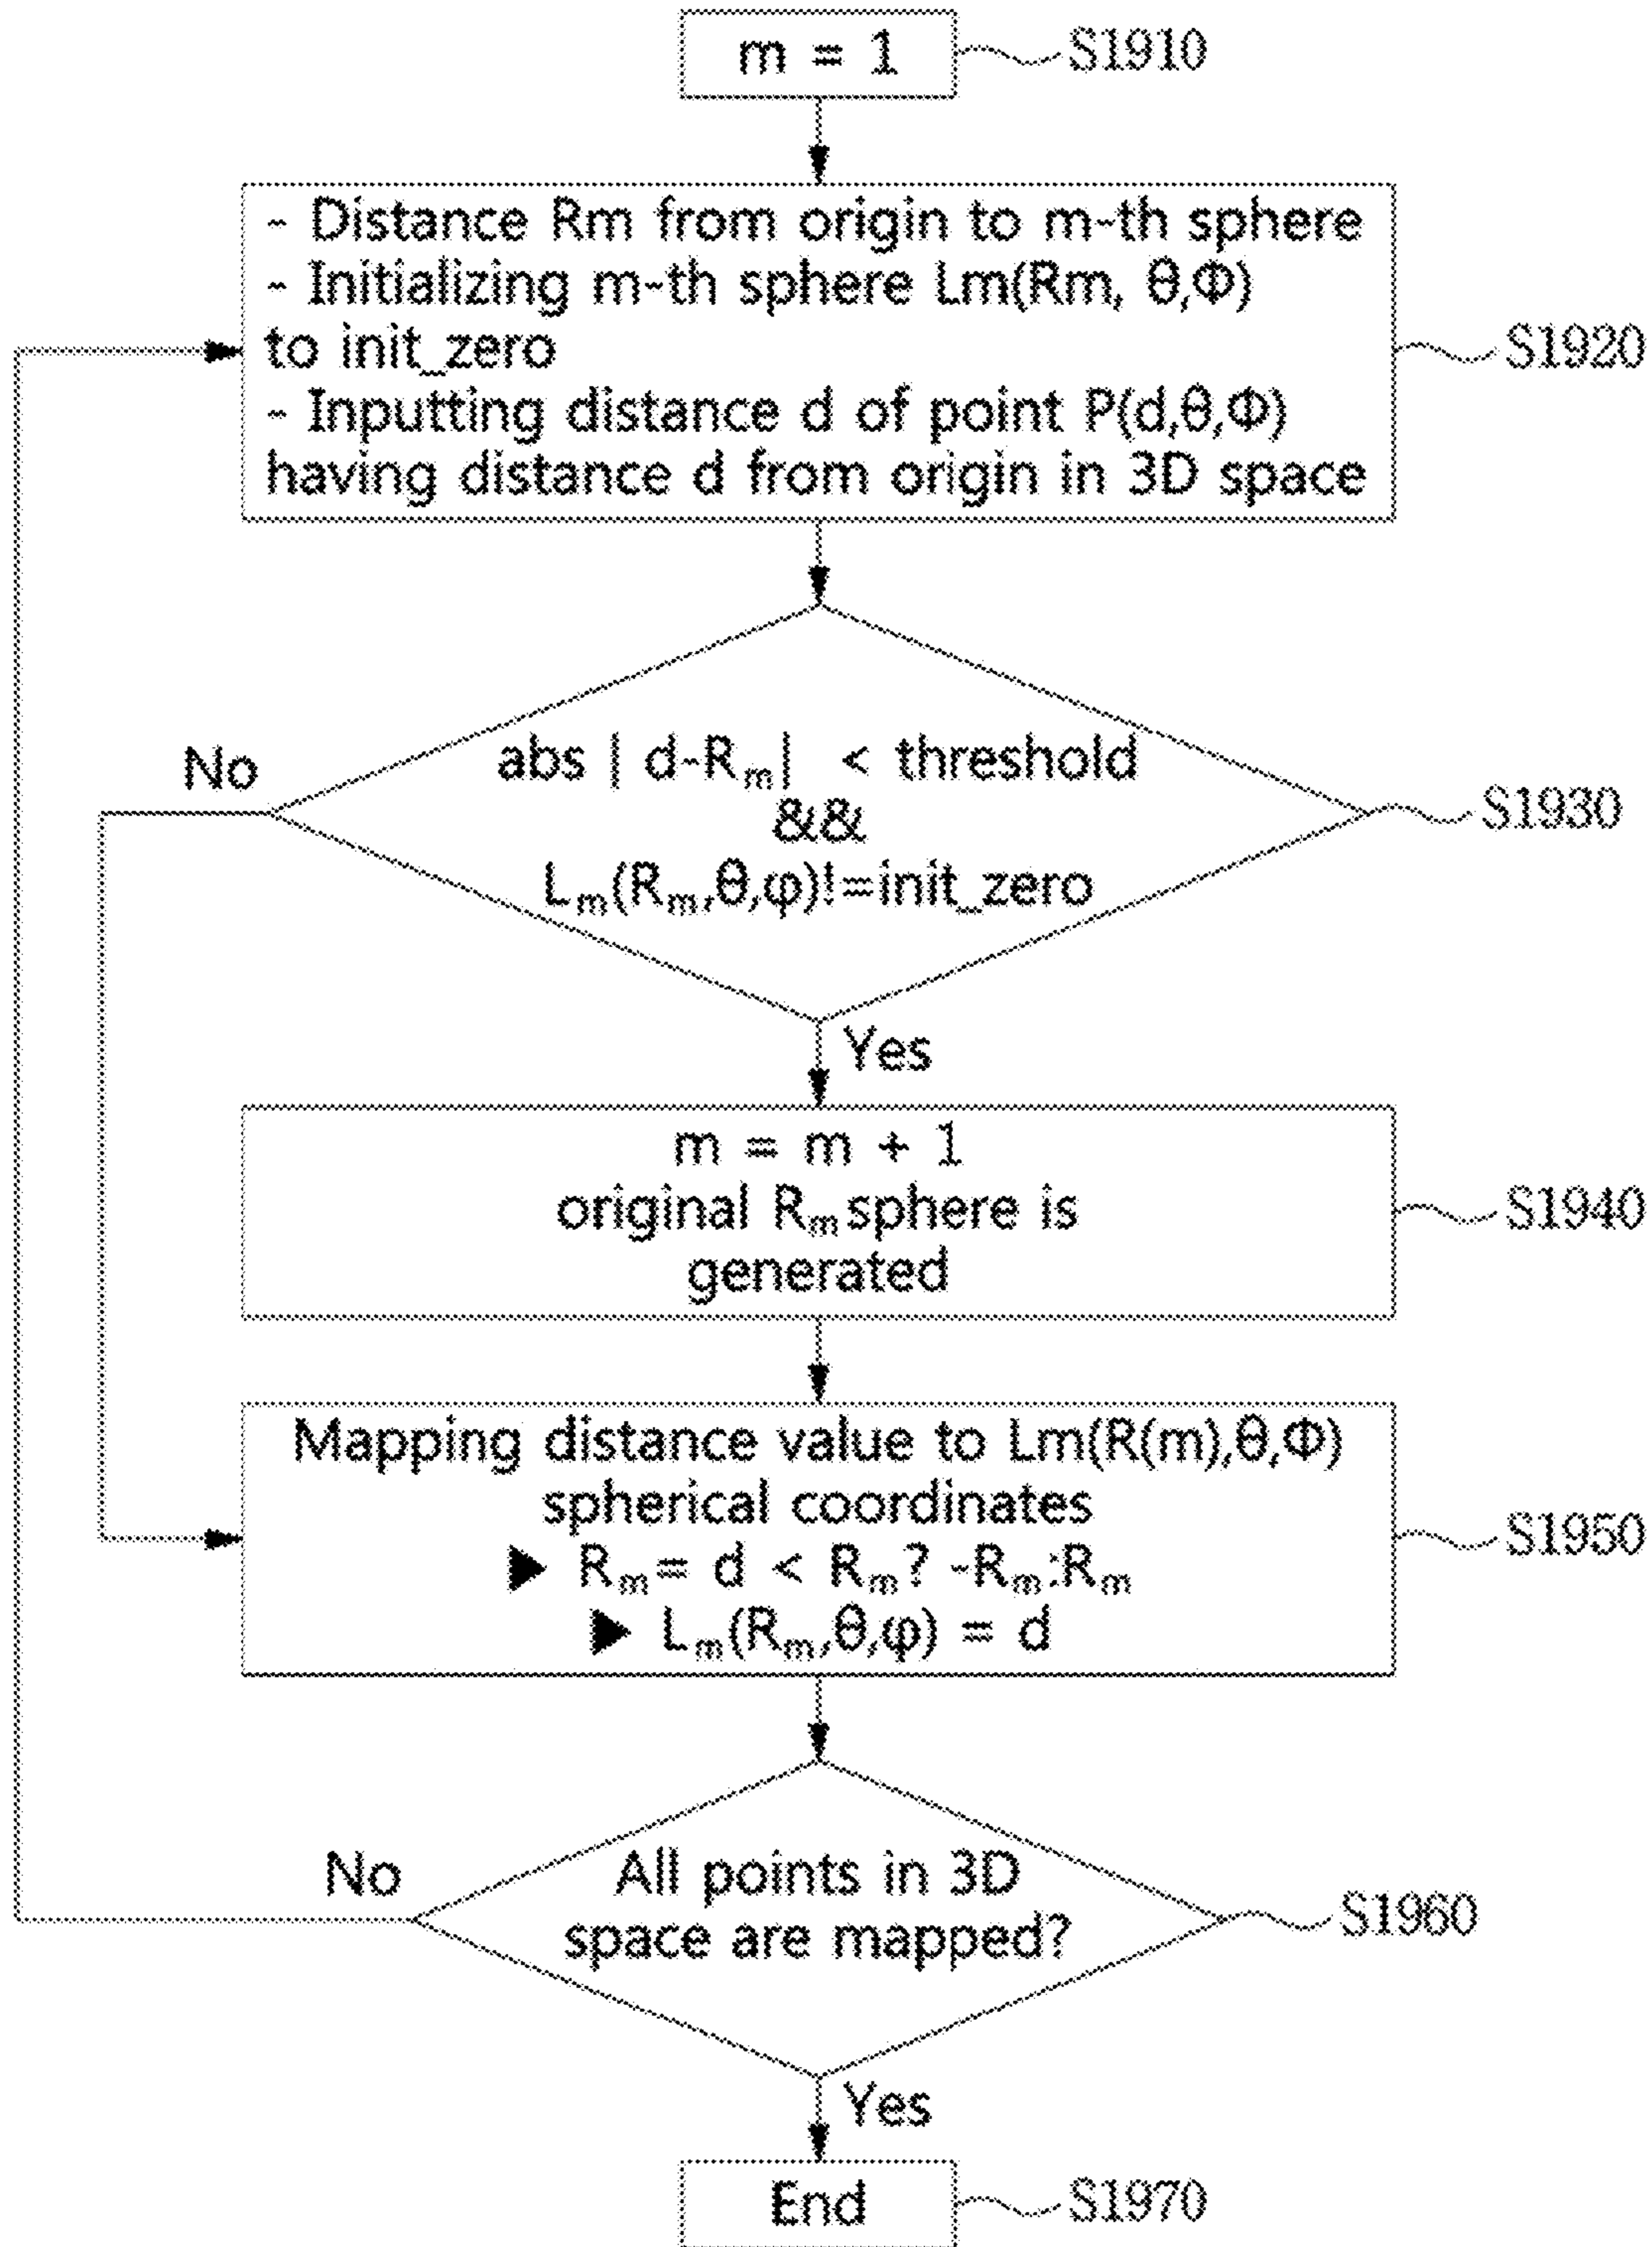 m = 1
S1910
- Distance Rm from origin to m-th sphere
- Initializing m-th sphere Lm(Rm, θ,Φ)
to init_zero
- Inputting distance d of point P(d,θ,Φ)
having distance d from origin in 3D space
S1920
No
abs | d-Rm| < threshold
&&
Lm(Rm,θ,φ)!=init_zero
S1930
Yes
m = m + 1
original Rm sphere is
generated
S1940
Mapping distance value to Lm(R(m),θ,Φ)
spherical coordinates
▶ Rm= d < Rm? -Rm:Rm
▶ Lm(Rm,θ,φ) = d
S1950
No
All points in 3D
space are mapped?
S1960
Yes
End
S1970